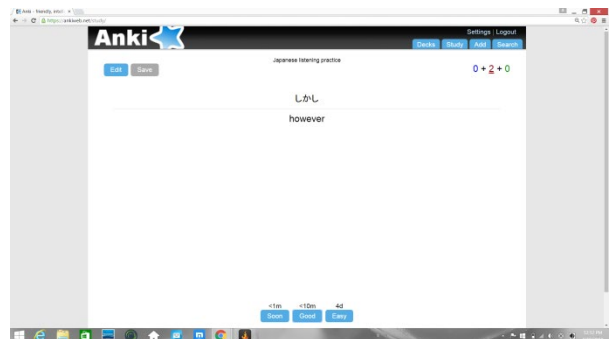 Anki - friendly, intel
https://ankiweb.net/study/
Anki
Settings Logout
Decks Study Add Search
Edit Save
Japanese listening practice
0 + 2 + 0
しかし
however
<1m <10m 4d
Soon Good Easy